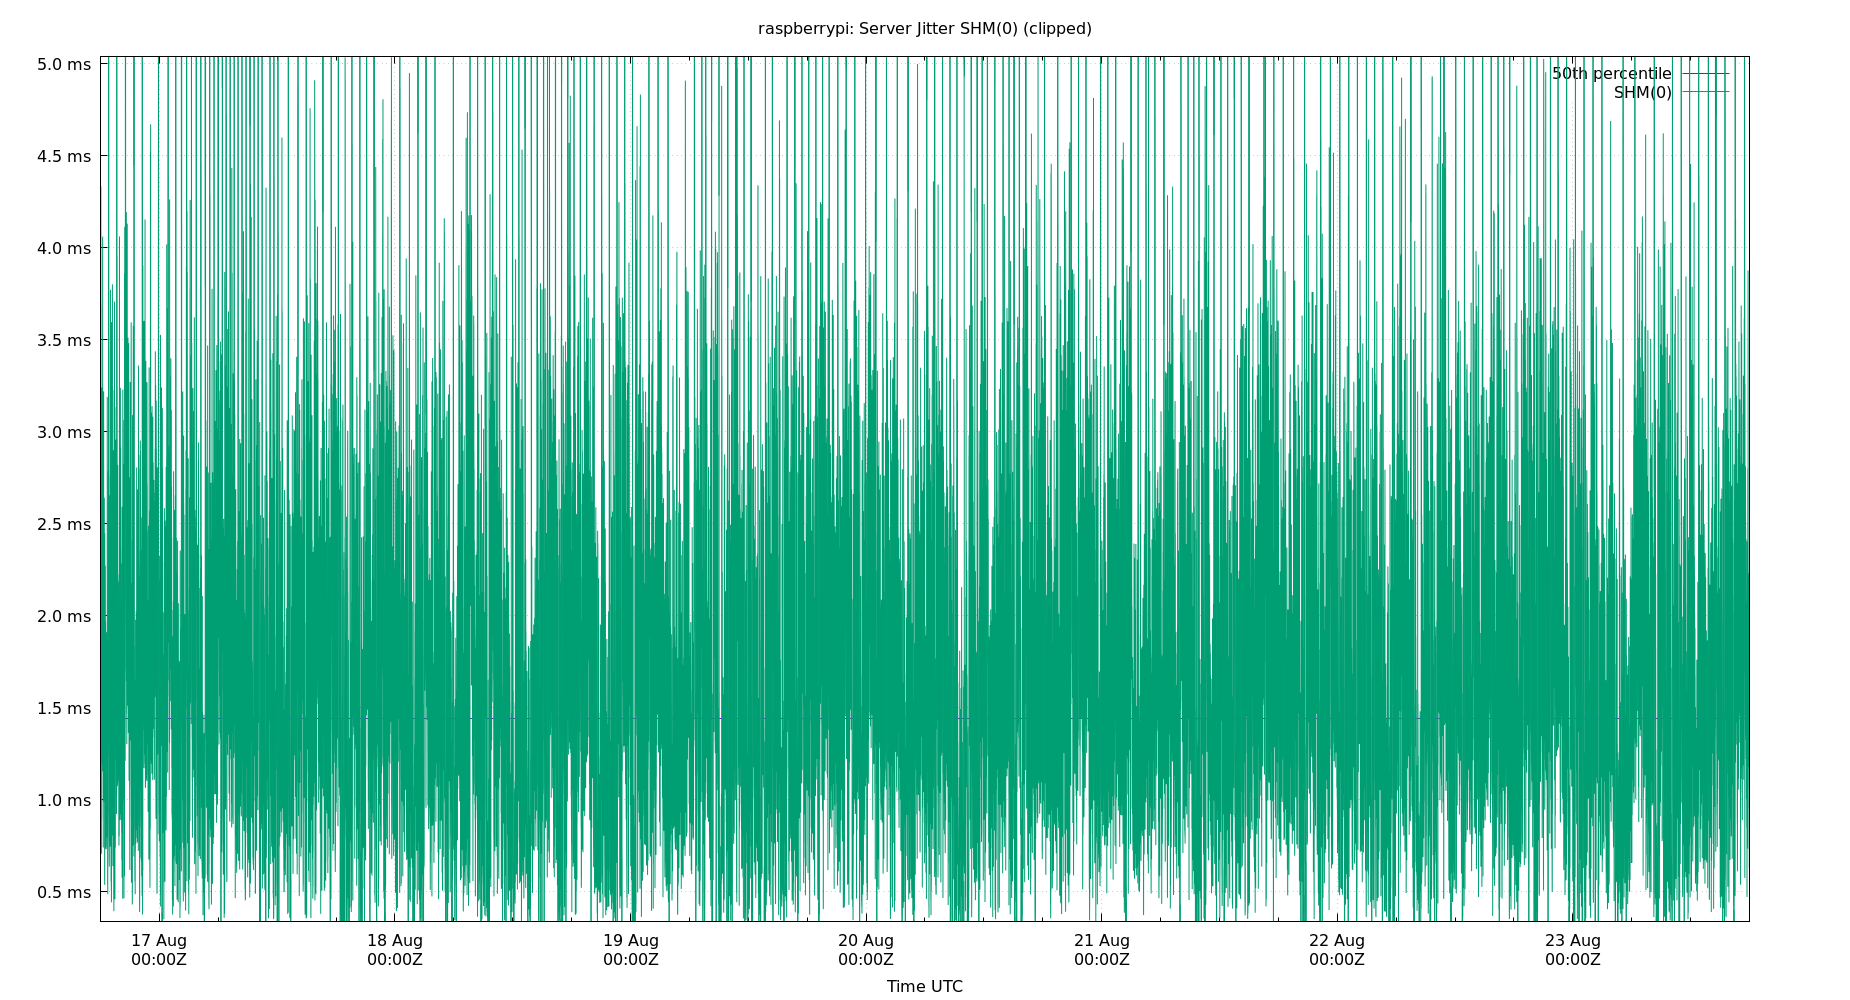 raspberrypi: Server Jitter SHM(0) (clipped)
5.0 ms
4.5 ms
4.0 ms
3.5 ms
3.0 ms
2.5 ms
2.0 ms
1.5 ms
1.0 ms
0.5 ms
50th percentile
SHM(0)
17 Aug 18 Aug 19 Aug 20 Aug 21 Aug 22 Aug 23 Aug
00:00Z 00:00Z 00:00Z 00:00Z 00:00Z 00:00Z 00:00Z
Time UTC